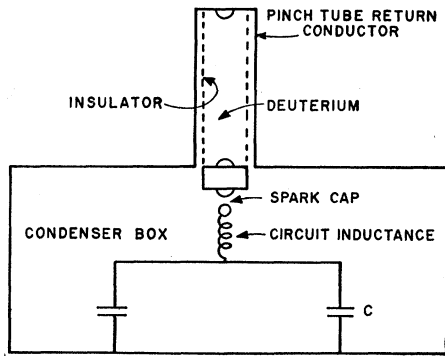 PINCH TUBE RETURN
CONDUCTOR
INSULATOR
DEUTERIUM
SPARK CAP
CONDENSER BOX
CIRCUIT INDUCTANCE
C